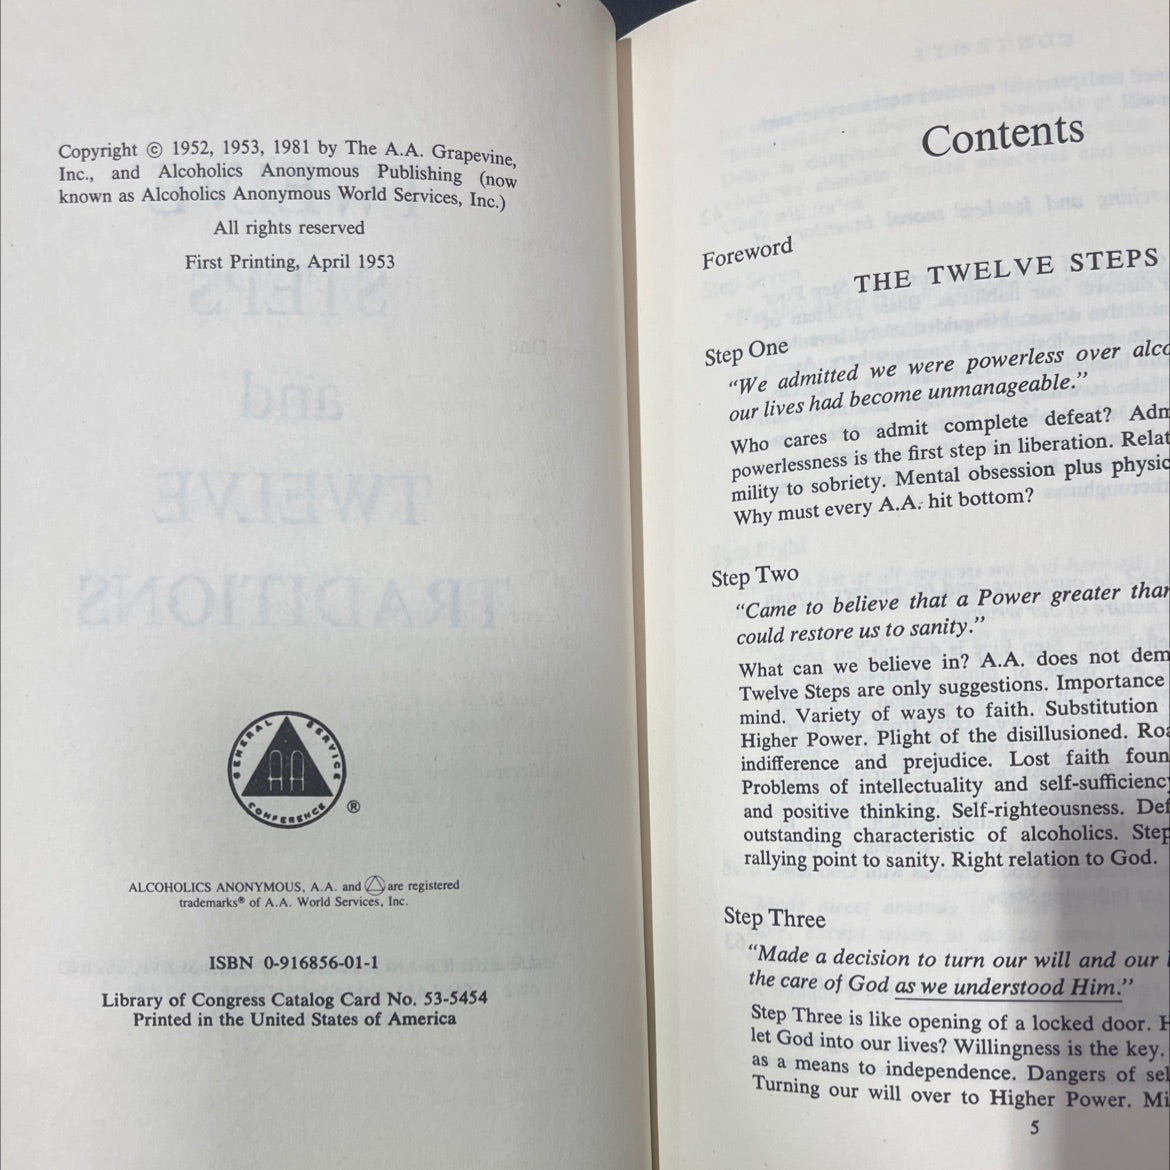 Copyright © 1952, 1953, 1981 by The A.A. Grapevine,
Inc., and Alcoholics Anonymous Publishing (now
known as Alcoholics Anonymous World Services, Inc.)
All rights reserved
First Printing, April 1953
GENERAL SERVICE
AA
CONFERENCE
®
ALCOHOLICS ANONYMOUS, A.A. and are registered
trademarks® of A.A. World Services, Inc.
ISBN 0-916856-01-1
Library of Congress Catalog Card No. 53-5454
Printed in the United States of America
Contents
Foreword
THE TWELVE STEPS
Step One
“We admitted we were powerless over alco
our lives had become unmanageable.”
Who cares to admit complete defeat? Adm
powerlessness is the first step in liberation. Relat
mility to sobriety. Mental obsession plus physic
Why must every A.A. hit bottom?
Step Two
“Came to believe that a Power greater than
could restore us to sanity.”
What can we believe in? A.A. does not dem
Twelve Steps are only suggestions. Importance
mind. Variety of ways to faith. Substitution
Higher Power. Plight of the disillusioned. Roa
indifference and prejudice. Lost faith foun
Problems of intellectuality and self-sufficiency
and positive thinking. Self-righteousness. Def
outstanding characteristic of alcoholics. Step
rallying point to sanity. Right relation to God.
Step Three
“Made a decision to turn our will and our
the care of God as we understood Him.”
Step Three is like opening of a locked door. H
let God into our lives? Willingness is the key.
as a means to independence. Dangers of sel
Turning our will over to Higher Power. Mi
5